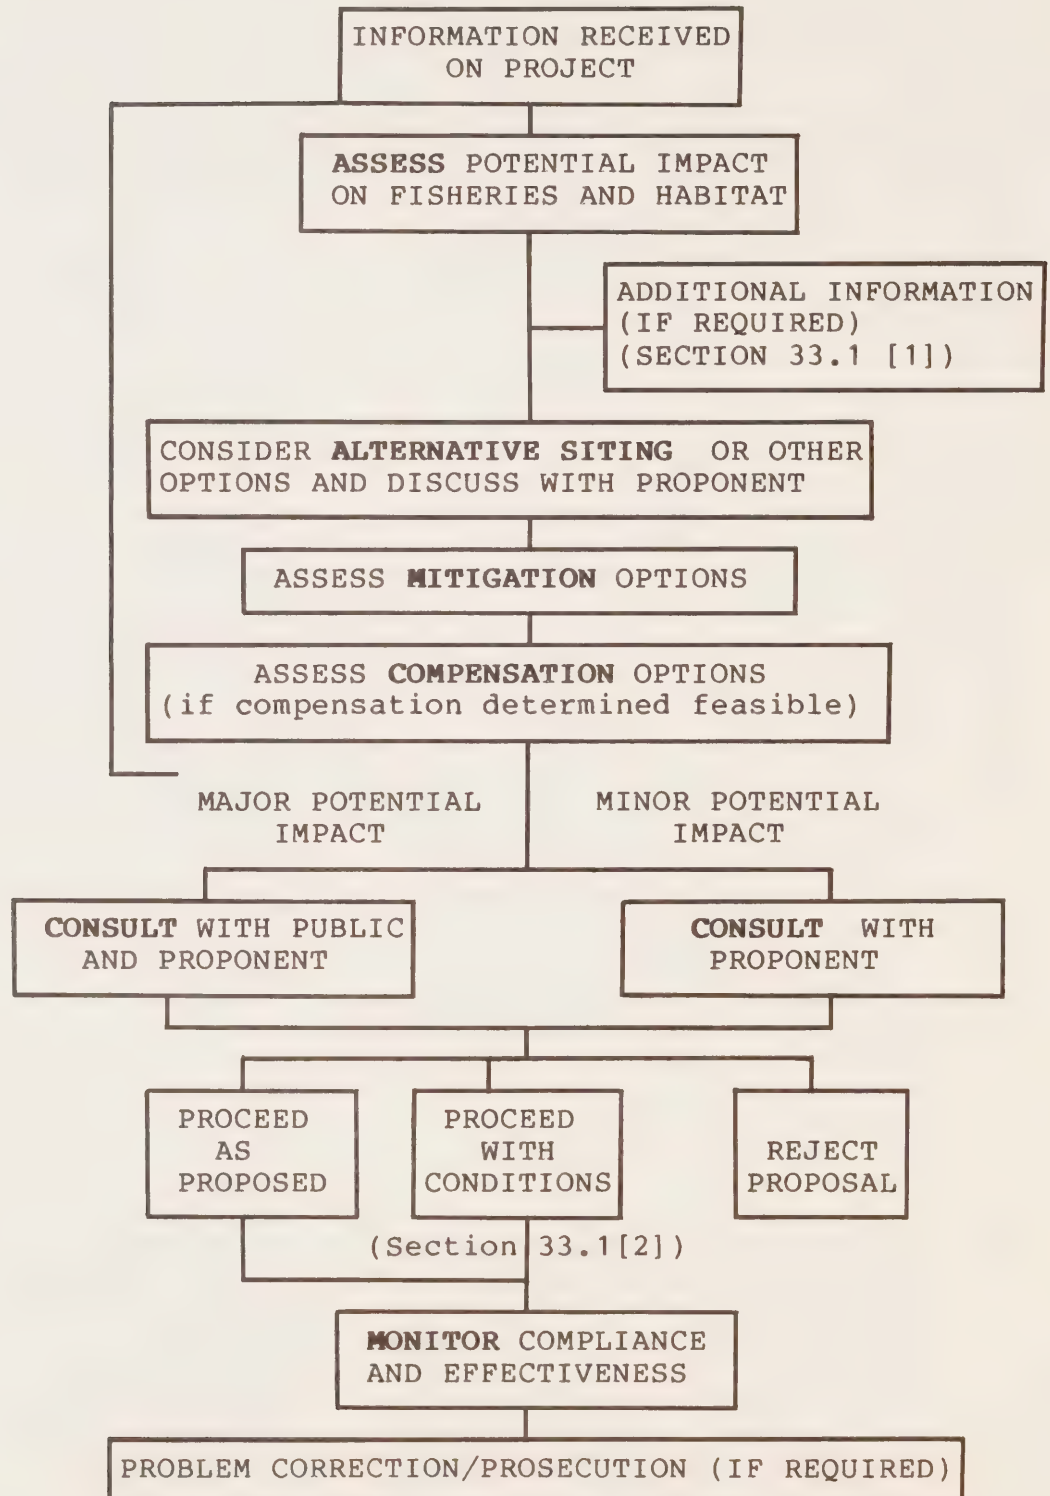 INFORMATION RECEIVED
ON PROJECT
ASSESS POTENTIAL IMPACT
ON FISHERIES AND HABITAT
ADDITIONAL INFORMATION
(IF REQUIRED)
(SECTION 33.1 [1])
CONSIDER ALTERNATIVE SITING OR OTHER
OPTIONS AND DISCUSS WITH PROPONENT
ASSESS MITIGATION OPTIONS
ASSESS COMPENSATION OPTIONS
(if compensation determined feasible)
MAJOR POTENTIAL
IMPACT
MINOR POTENTIAL
IMPACT
CONSULT WITH PUBLIC
AND PROPONENT
CONSULT WITH
PROPONENT
PROCEED
AS
PROPOSED
PROCEED
WITH
CONDITIONS
REJECT
PROPOSAL
(Section 33.1[2])
MONITOR COMPLIANCE
AND EFFECTIVENESS
PROBLEM CORRECTION/PROSECUTION (IF REQUIRED)